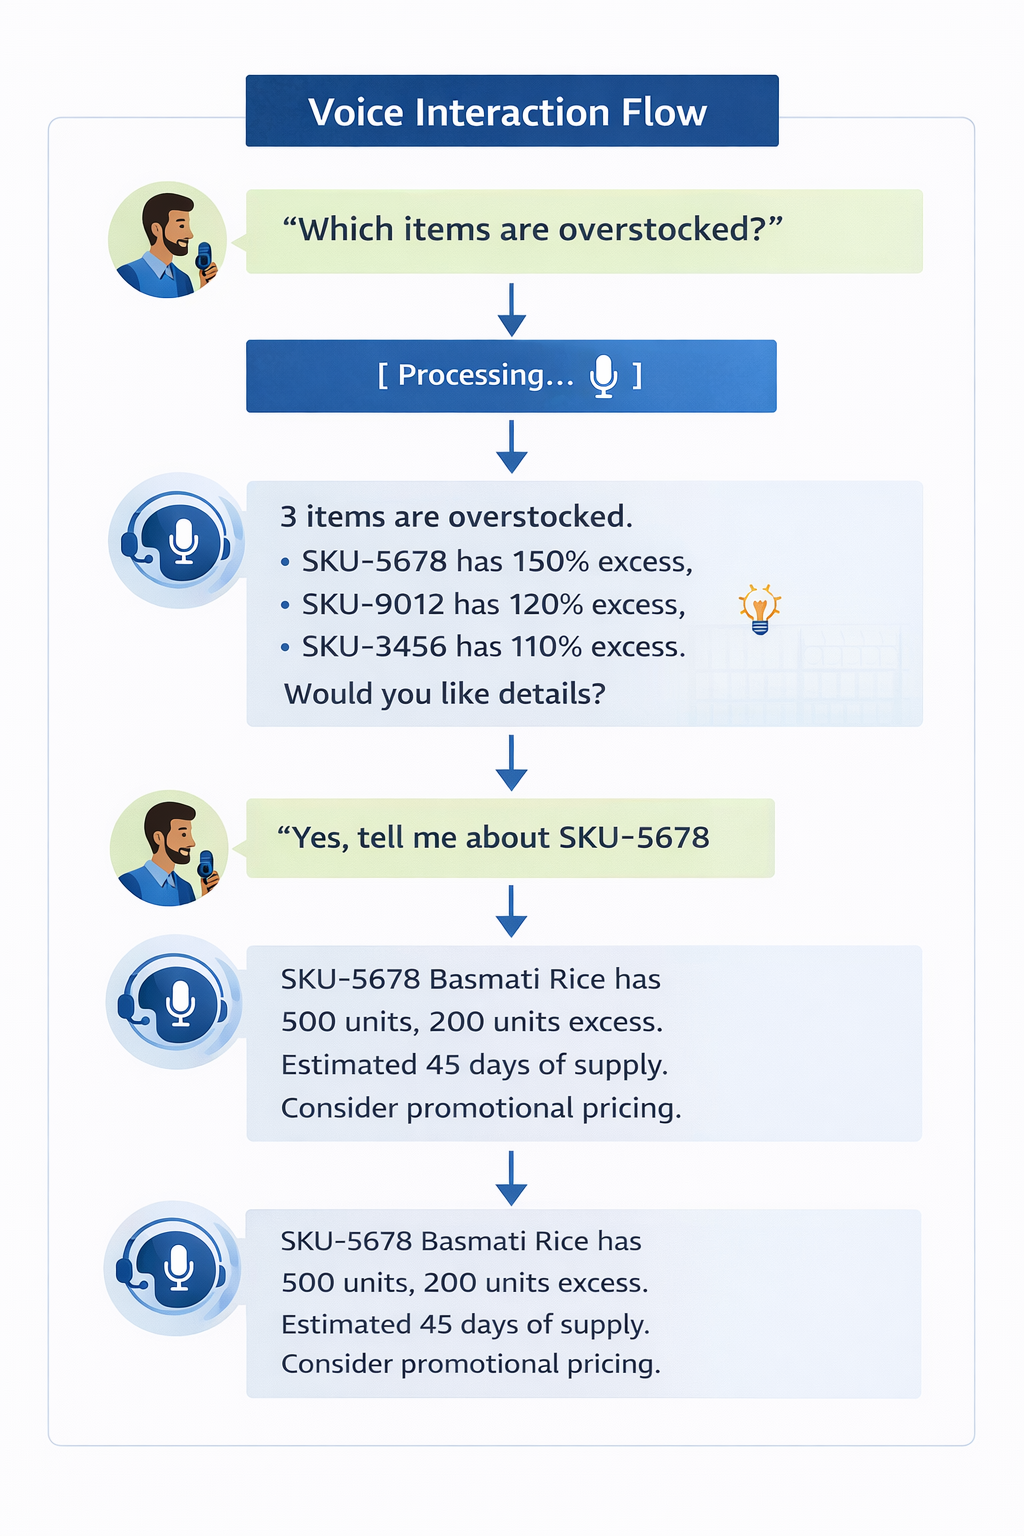 Voice Interaction Flow
“Which items are overstocked?”
[ Processing... ]
3 items are overstocked.
• SKU-5678 has 150% excess,
• SKU-9012 has 120% excess,
• SKU-3456 has 110% excess.
Would you like details?
“Yes, tell me about SKU-5678
SKU-5678 Basmati Rice has
500 units, 200 units excess.
Estimated 45 days of supply.
Consider promotional pricing.
SKU-5678 Basmati Rice has
500 units, 200 units excess.
Estimated 45 days of supply.
Consider promotional pricing.